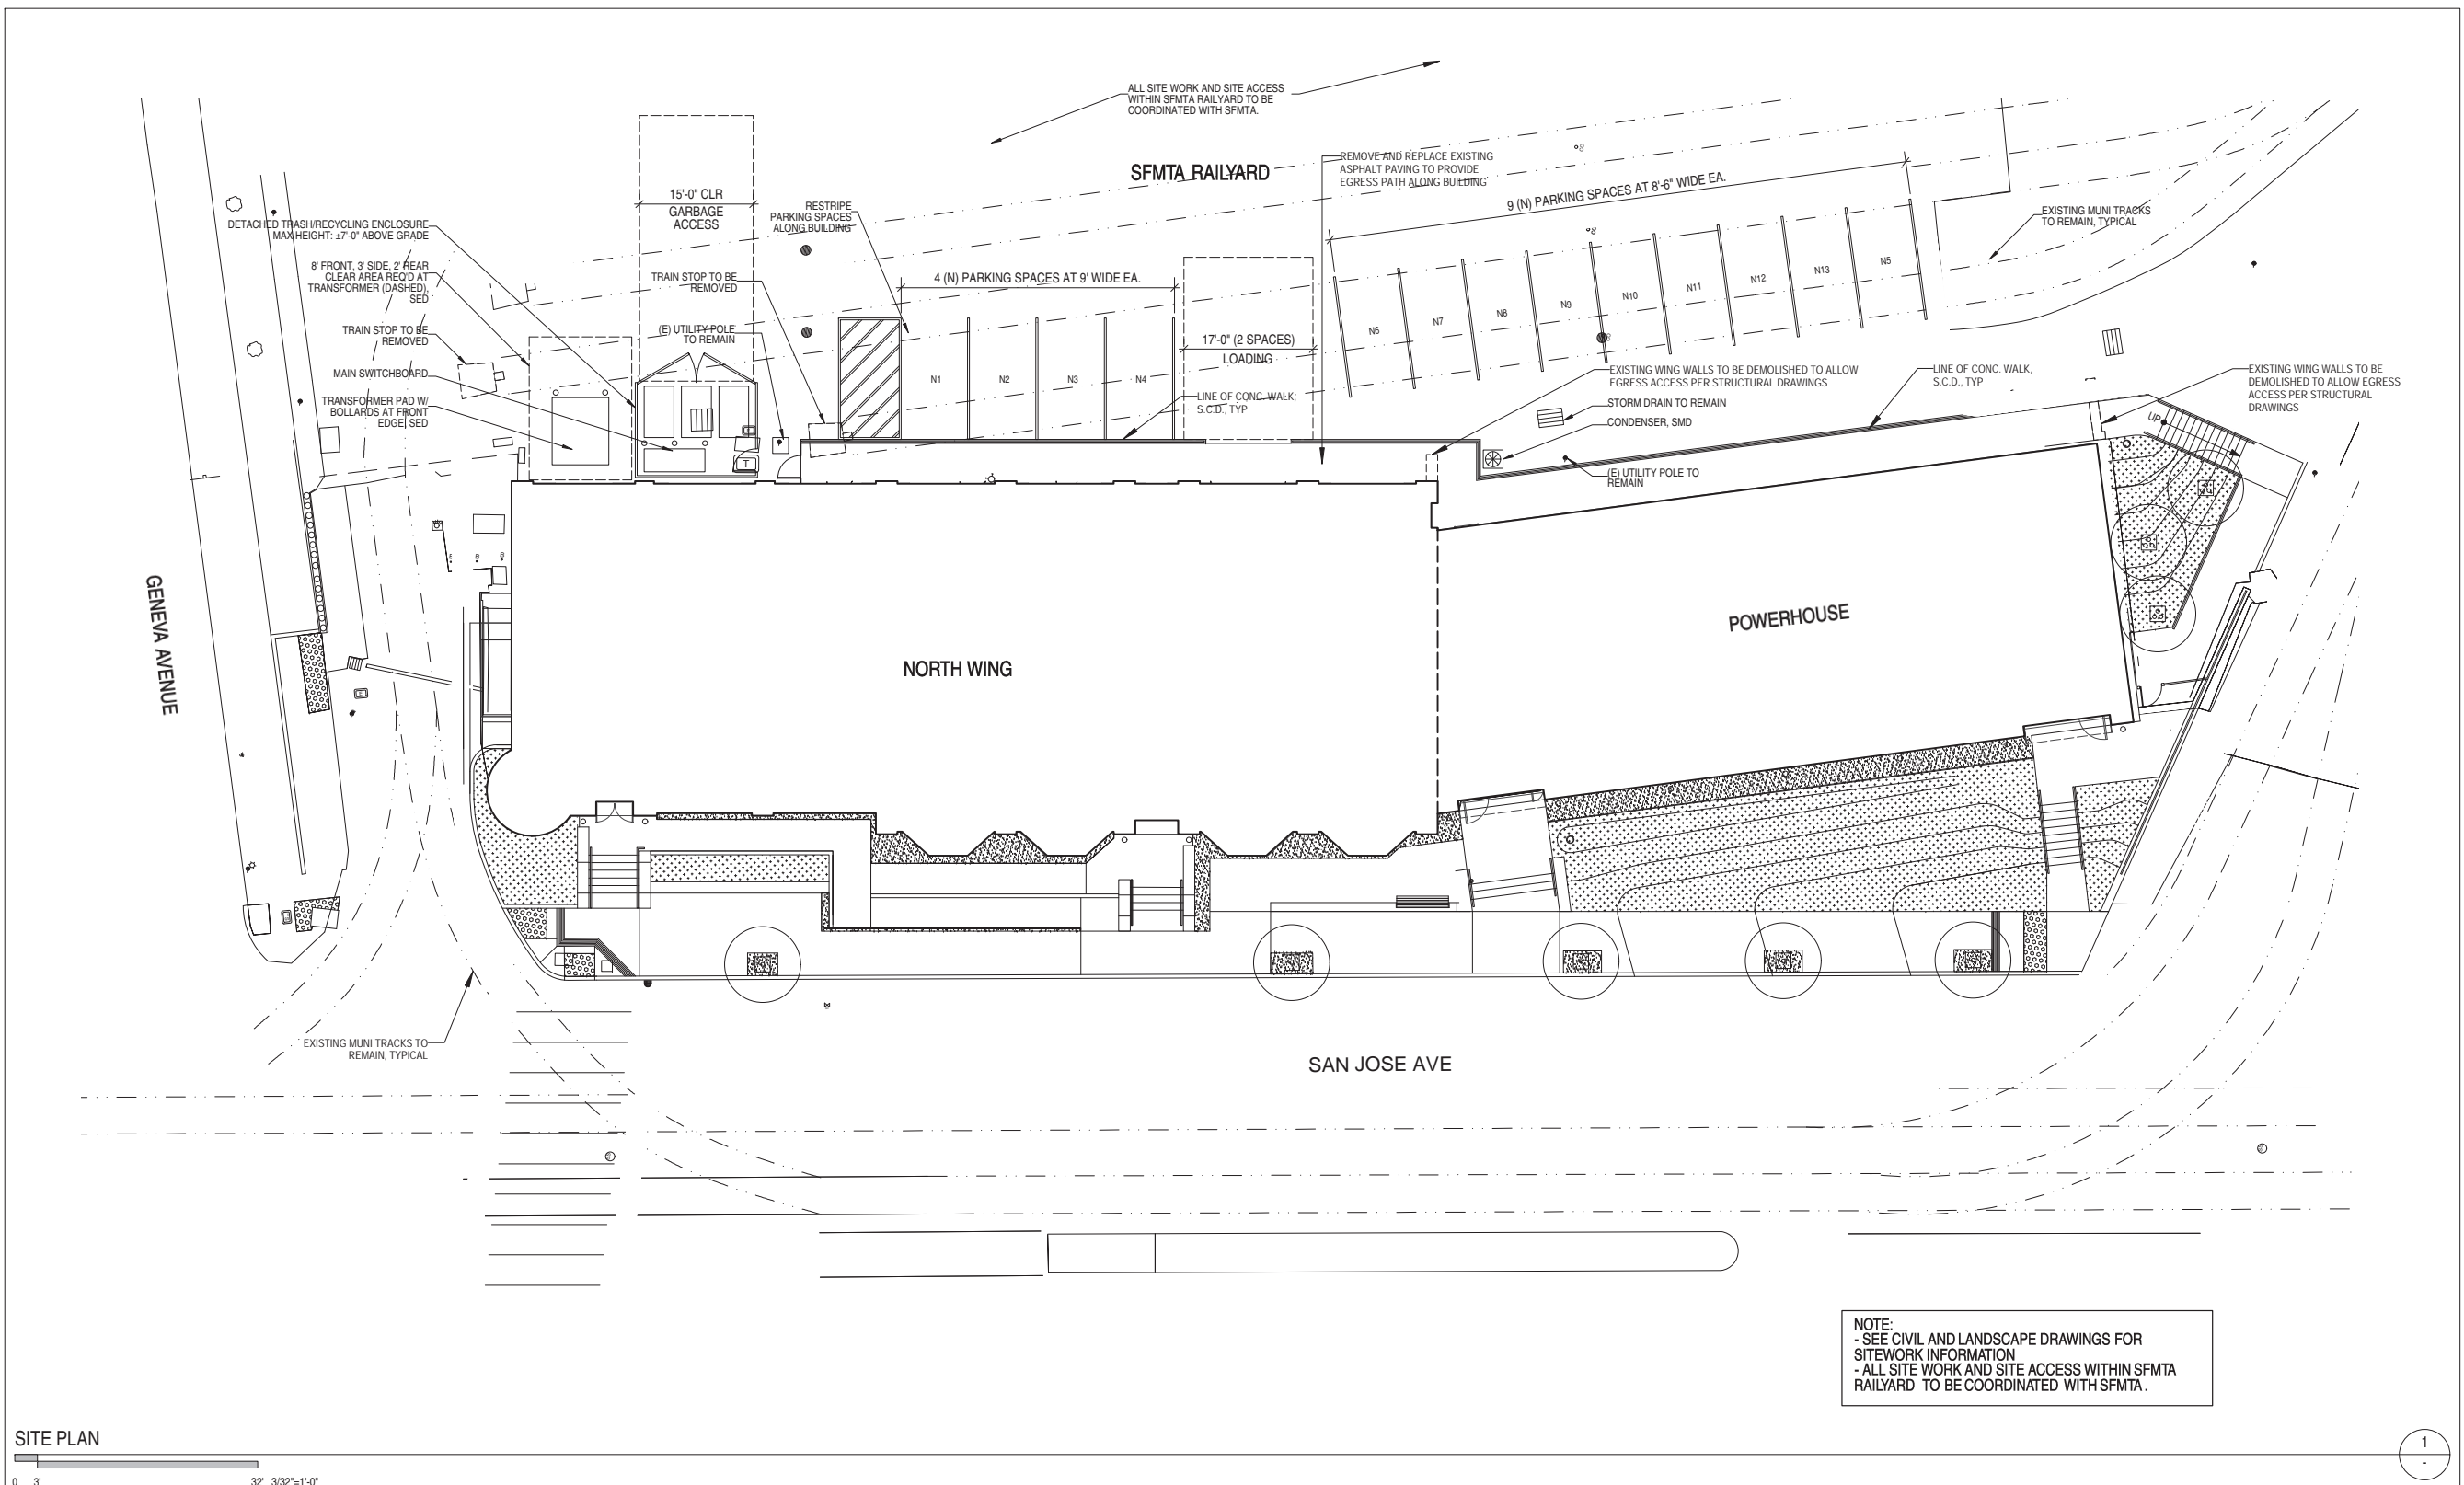 ALL SITE WORK AND SITE ACCESS
WITHIN SFMTA RAILYARD TO BE
COORDINATED WITH SFMTA.
SFMTA RAILYARD
REMOVE AND REPLACE EXISTING
ASPHALT PAVING TO PROVIDE
EGRESS PATH ALONG BUILDING
9 (N) PARKING SPACES AT 8'-6" WIDE EA.
EXISTING MUNI TRACKS
TO REMAIN, TYPICAL
15'-0" CLR
GARBAGE
ACCESS
RESTRIPE
PARKING SPACES
ALONG BUILDING
DETACHED TRASH/RECYCLING ENCLOSURE
MAX HEIGHT: ±7'-0" ABOVE GRADE
8' FRONT, 3' SIDE, 2' REAR
CLEAR AREA REQ'D AT
TRANSFORMER (DASHED),
SED
TRAIN STOP TO BE
REMOVED
4 (N) PARKING SPACES AT 9' WIDE EA.
TRAIN STOP TO BE
REMOVED
(E) UTILITY POLE
TO REMAIN
MAIN SWITCHBOARD
TRANSFORMER PAD W/
BOLLARDS AT FRONT
EDGE, SED
N1
N2
N3
N4
17'-0" (2 SPACES)
LOADING
N6
N7
N8
N9
N10
N11
N12
N13
N5
LINE OF CONC. WALK,
S.C.D., TYP
EXISTING WING WALLS TO BE DEMOLISHED TO ALLOW
EGRESS ACCESS PER STRUCTURAL DRAWINGS
STORM DRAIN TO REMAIN
CONDENSER, SMD
(E) UTILITY POLE TO
REMAIN
LINE OF CONC. WALK,
S.C.D., TYP
EXISTING WING WALLS TO BE
DEMOLISHED TO ALLOW EGRESS
ACCESS PER STRUCTURAL
DRAWINGS
UP
T
GENEVA AVENUE
NORTH WING
POWERHOUSE
EXISTING MUNI TRACKS TO
REMAIN, TYPICAL
SAN JOSE AVE
NOTE:
- SEE CIVIL AND LANDSCAPE DRAWINGS FOR
SITEWORK INFORMATION
- ALL SITE WORK AND SITE ACCESS WITHIN SFMTA
RAILYARD TO BE COORDINATED WITH SFMTA.
SITE PLAN
0 3' 32' 3/32"=1'-0"
1
-